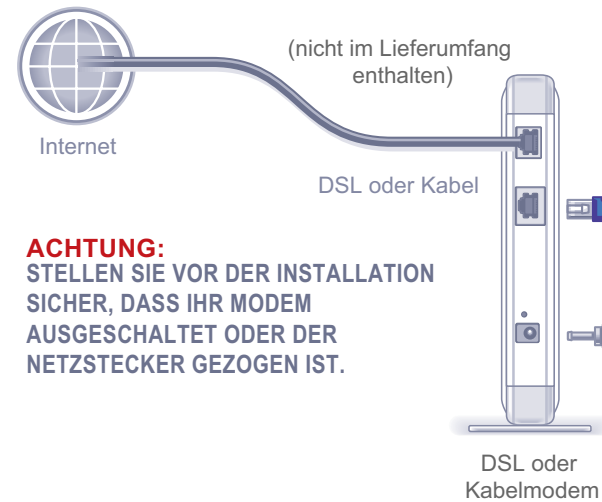 (nicht im Lieferumfang
enthalten)
Internet
DSL oder Kabel
ACHTUNG:
STELLEN SIE VOR DER INSTALLATION
SICHER, DASS IHR MODEM
AUSGESCHALTET ODER DER
NETZSTECKER GEZOGEN IST.
DSL oder
Kabelmodem